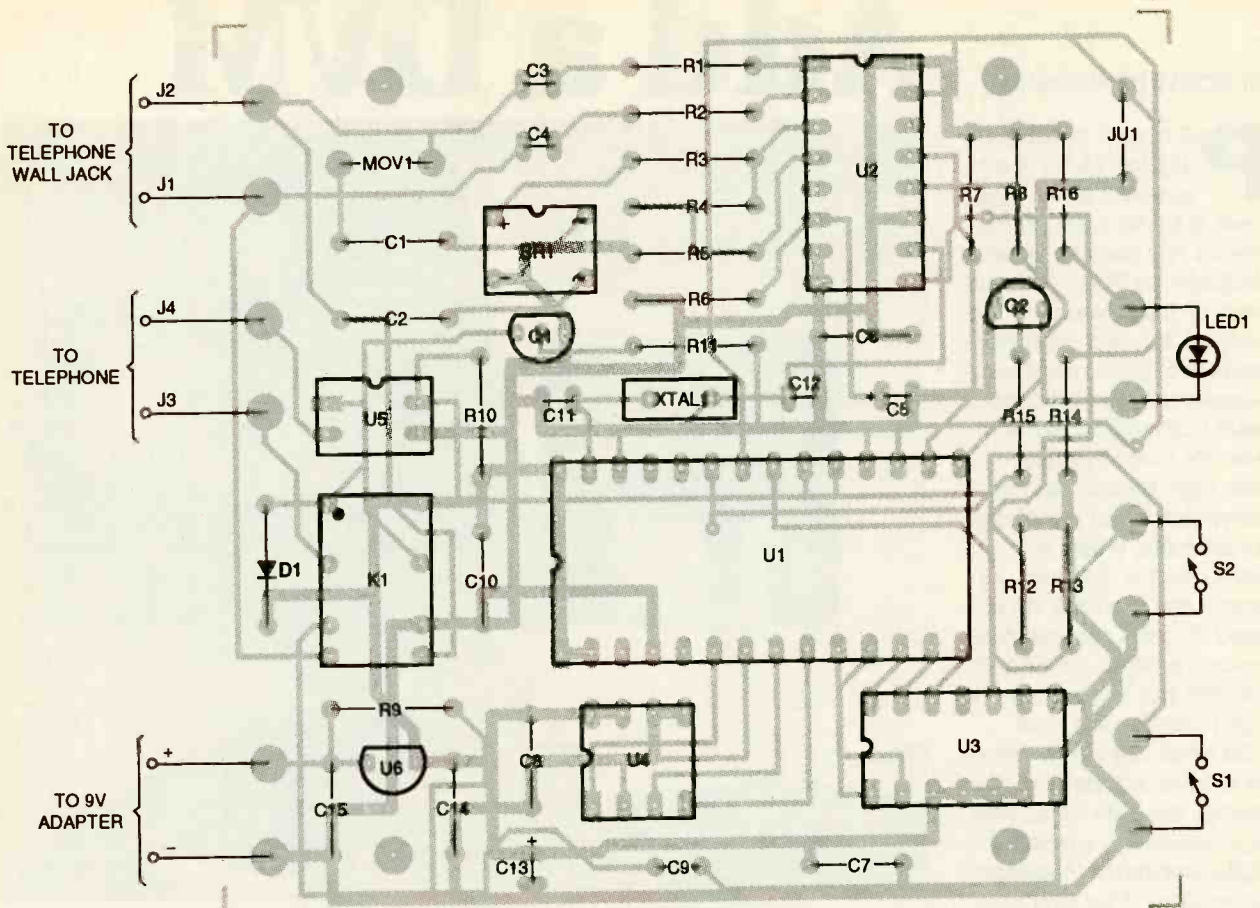 C3
R1
J2
R2
TO
TELEPHONE
WALL JACK
C4
JU1
MOV1
R3
U2
J1
R7
R8
R16
R4
C1
BR1
R5
R6
J4
C2
Q1
Q2
LED1
C6
R11
TO
TELEPHONE
J3
C12
XTAL1
C5
+
U5
R10
C11
R15
R14
U1
D1
K1
C10
R12
R13
S2
R9
+
U6
C8
U4
U3
S1
TO 9V
ADAPTER
C15
C14
+
−
C13
C9
C7